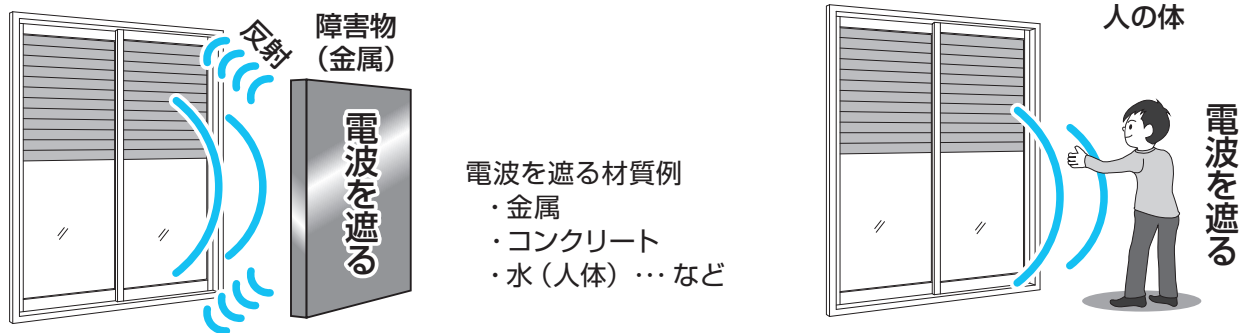 反射
障害物
（金属）
電波を遮る
電波を遮る材質例
・金属
・コンクリート
・水（人体）… など
人の体
電波を遮る